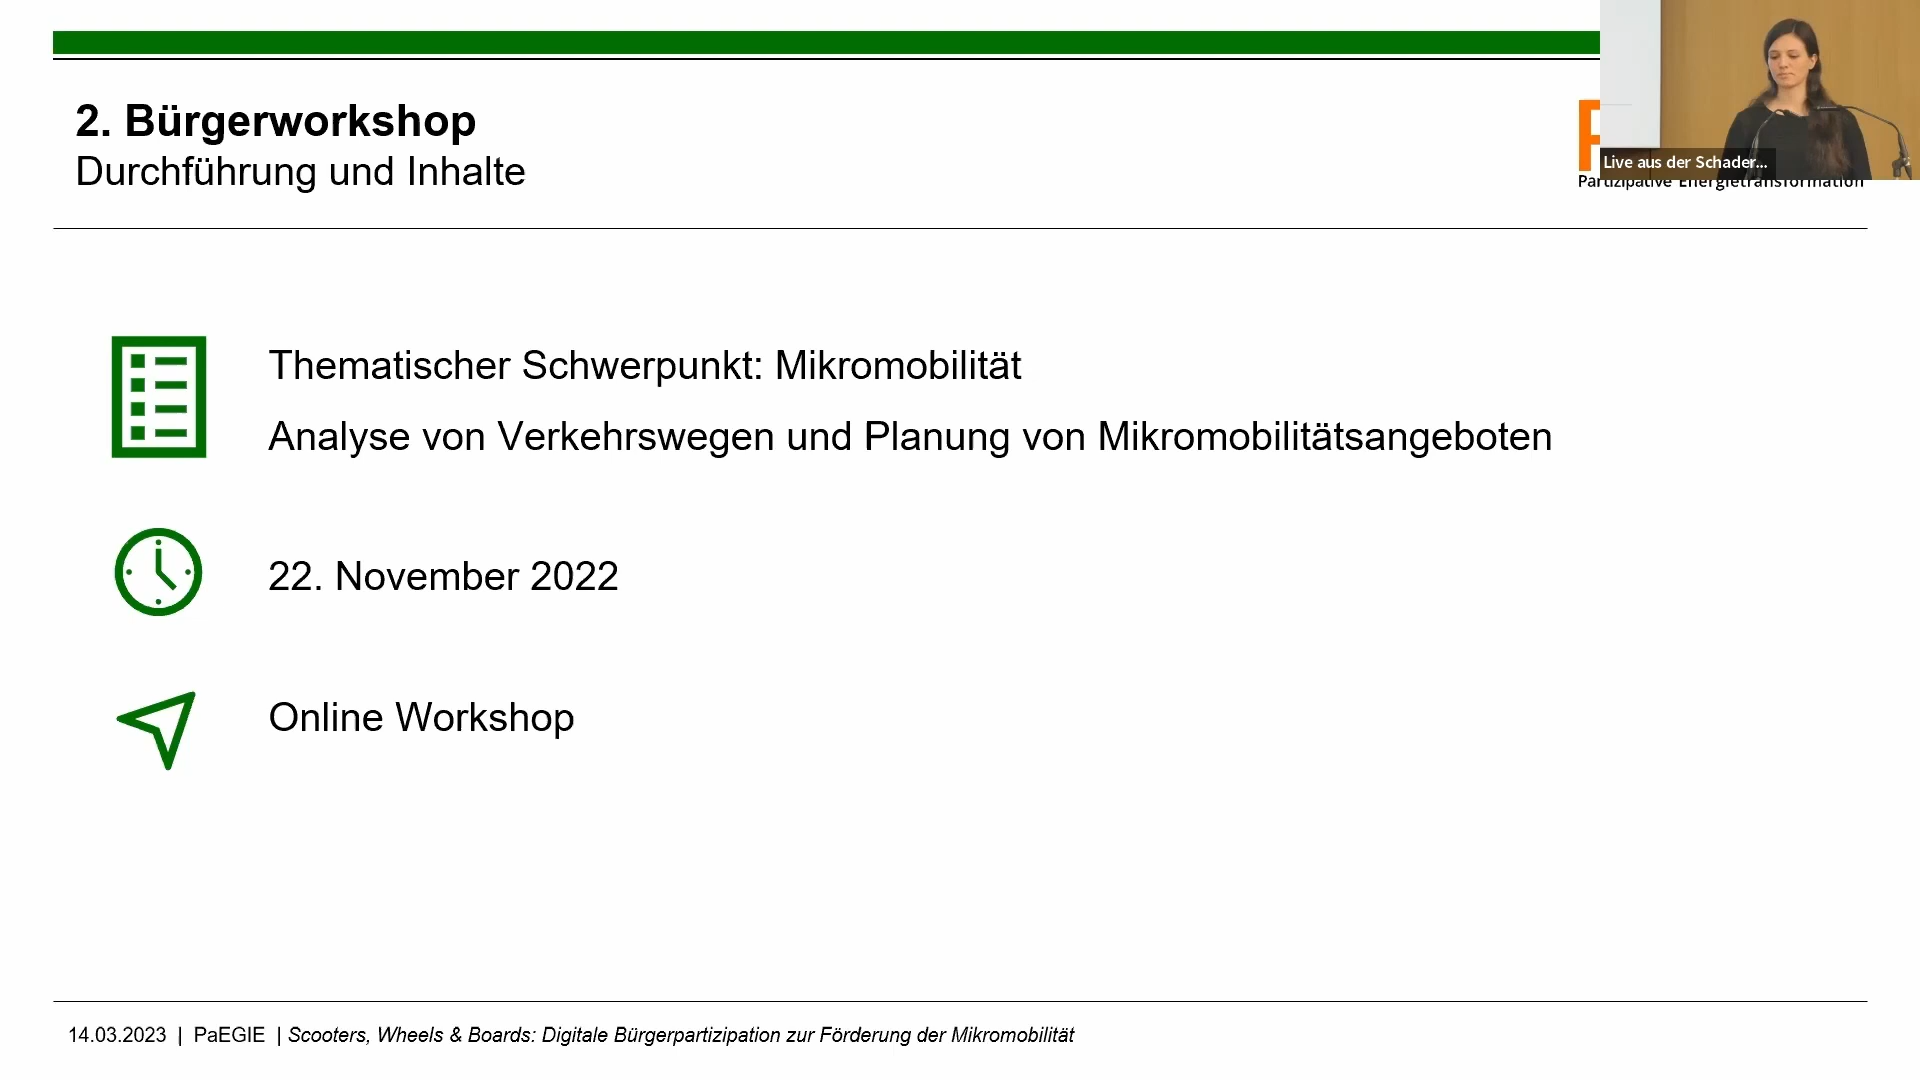 2. Bürgerworkshop
Durchführung und Inhalte
Live aus der Schader...
Partizipative Energietransformation
Thematischer Schwerpunkt: Mikromobilität
Analyse von Verkehrswegen und Planung von Mikromobilitätsangeboten
22. November 2022
Online Workshop
14.03.2023 | PaEGIE | Scooters, Wheels & Boards: Digitale Bürgerpartizipation zur Förderung der Mikromobilität